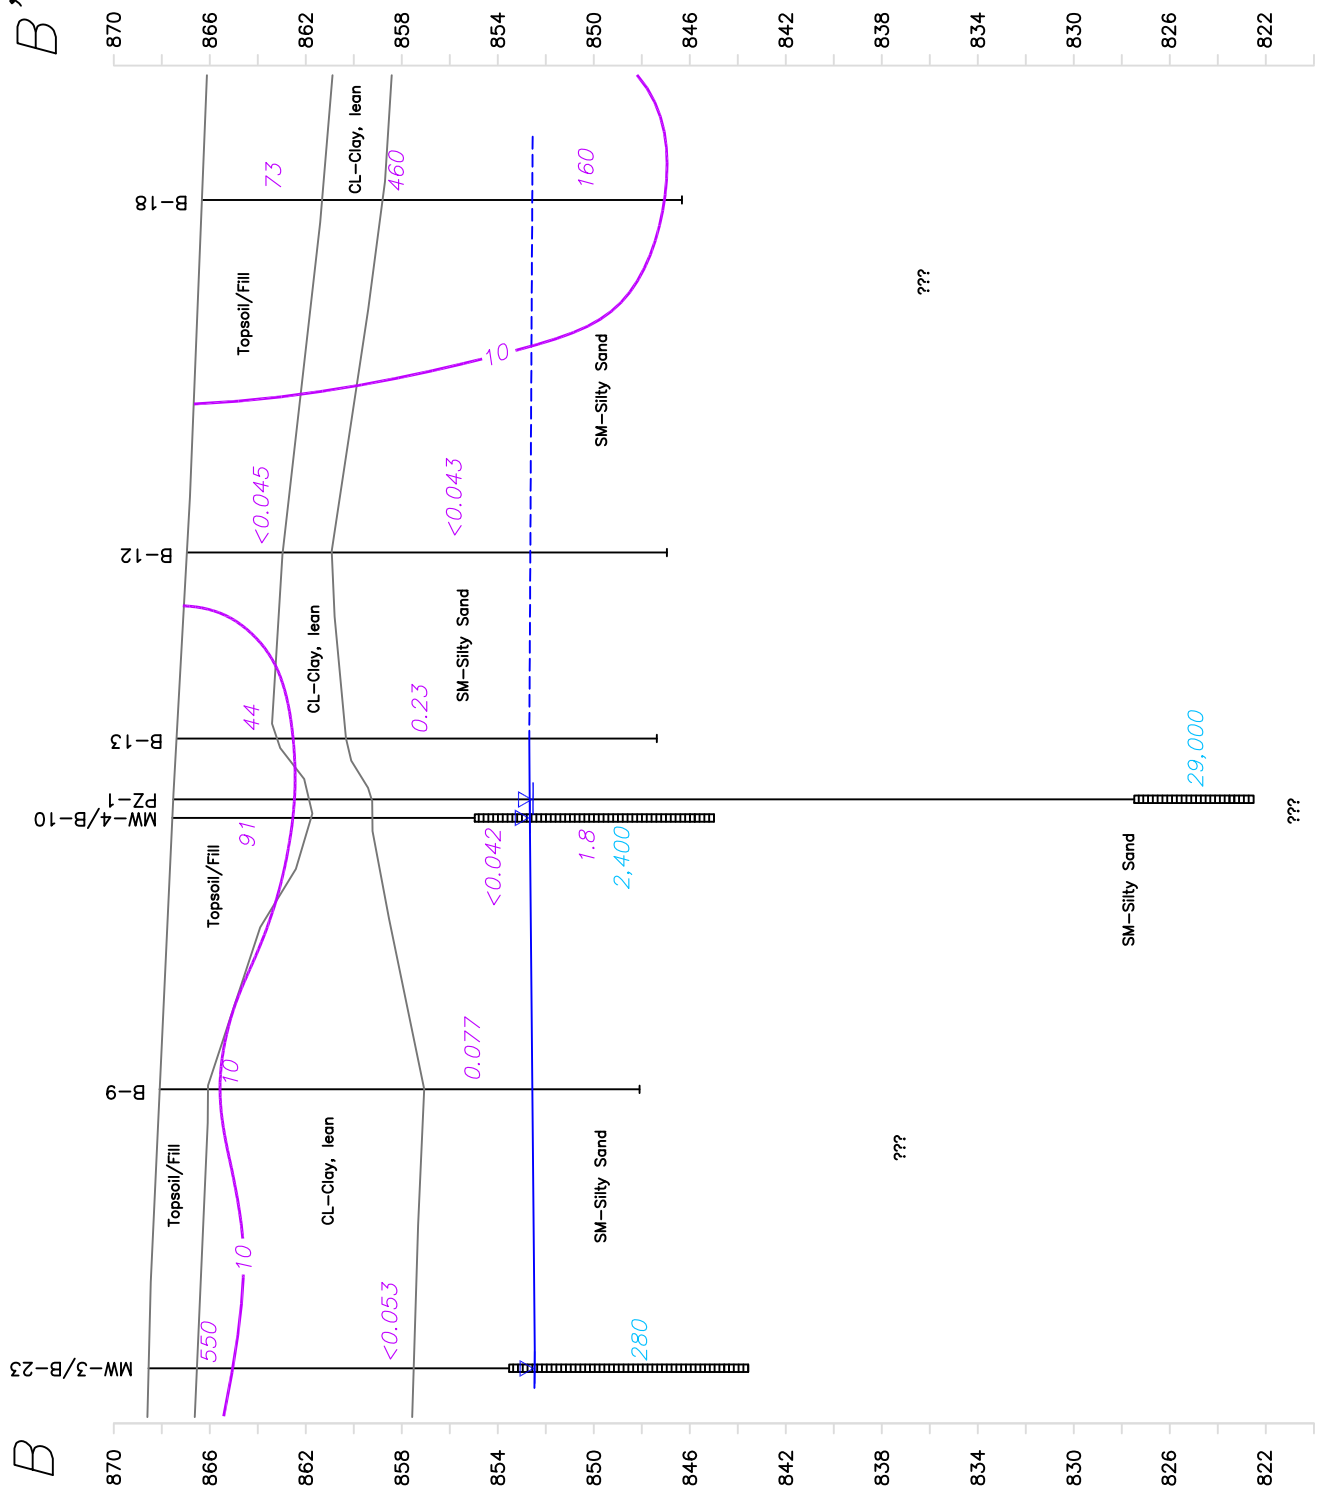 B'
870
866
862
858
854
850
846
842
838
834
830
826
822
B-18
73
CL-Clay, lean
460
160
Topsoil/Fill
???
10
SM-Silty Sand
<0.045
<0.043
B-12
CL-Clay, lean
SM-Silty Sand
B-13
44
0.23
PZ-1
29,000
MW-4/B-10
91
<0.042
1.8
2,400
???
Topsoil/Fill
SM-Silty Sand
B-9
10
0.077
Topsoil/Fill
CL-Clay, lean
SM-Silty Sand
???
10
MW-3/B-23
550
<0.053
280
B
870
866
862
858
854
850
846
842
838
834
830
826
822